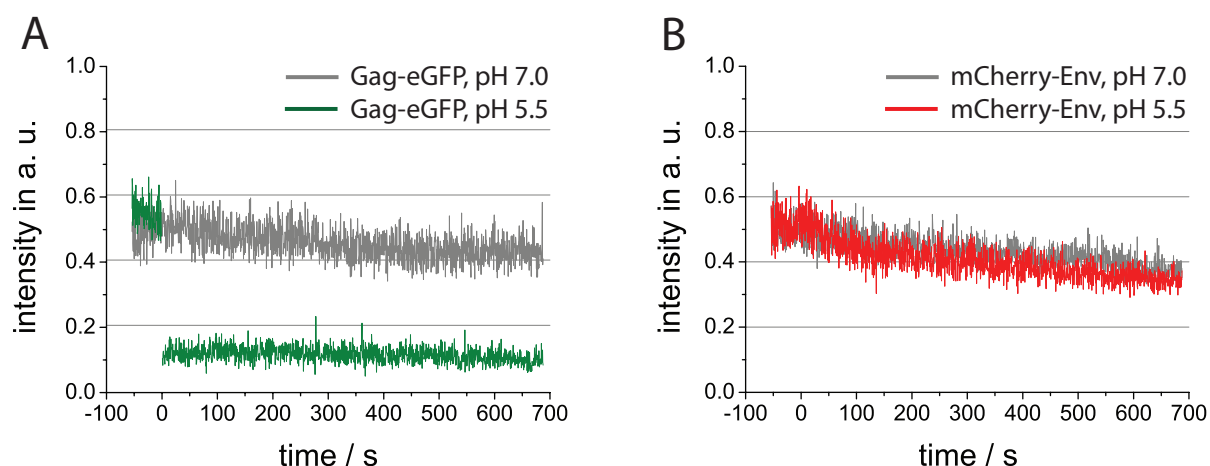 A
Gag-eGFP, pH 7.0
Gag-eGFP, pH 5.5
intensity in a. u.
1.0
0.8
0.6
0.4
0.2
0.0
-100 0 100 200 300 400 500 600 700
time / s
B
mCherry-Env, pH 7.0
mCherry-Env, pH 5.5
intensity in a. u.
1.0
0.8
0.6
0.4
0.2
0.0
-100 0 100 200 300 400 500 600 700
time / s